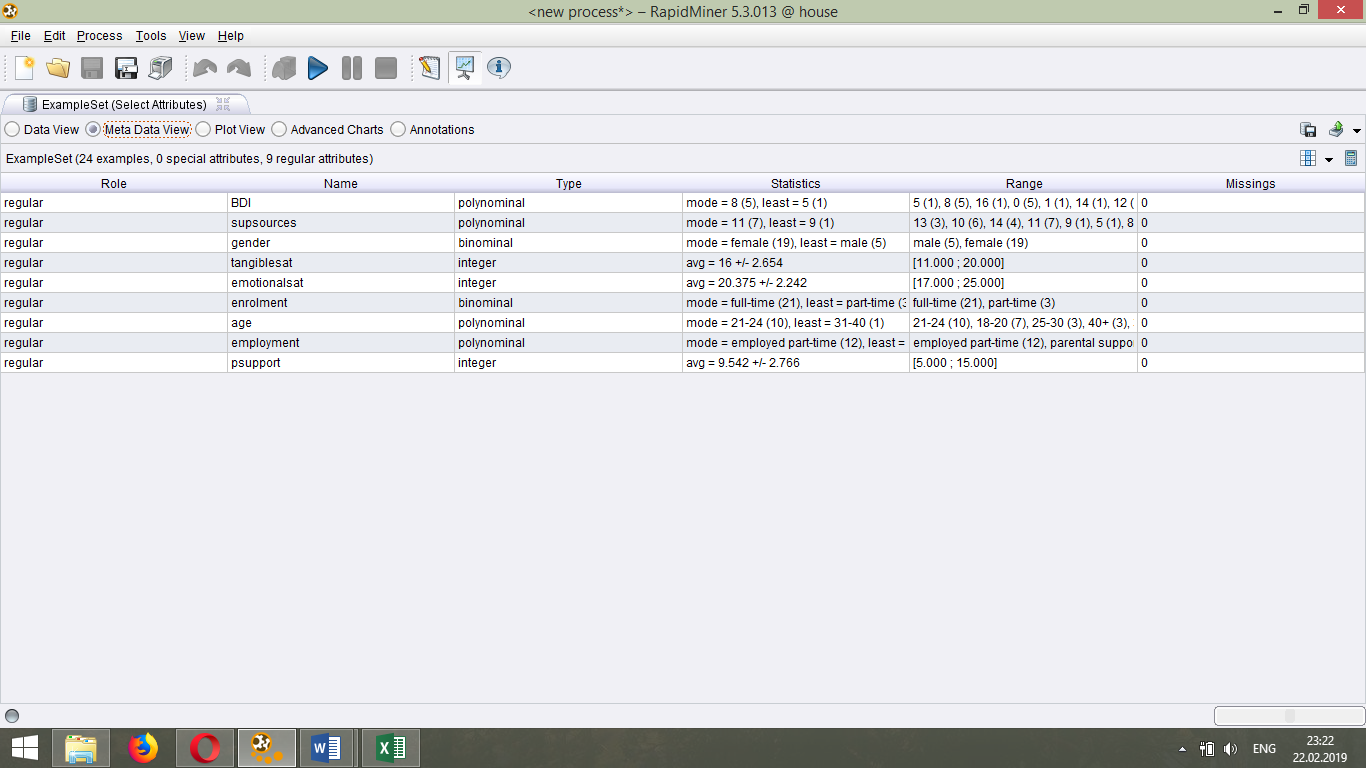 <new process*> – RapidMiner 5.3.013 @ house
File Edit Process Tools View Help
ExampleSet (Select Attributes)
Data View Meta Data View Plot View Advanced Charts Annotations
ExampleSet (24 examples, 0 special attributes, 9 regular attributes)
Role Name Type Statistics Range Missings
regular BDI polynominal mode = 8 (5), least = 5 (1) 5 (1), 8 (5), 16 (1), 0 (5), 1 (1), 14 (1), 12 ( 0
regular supsources polynominal mode = 11 (7), least = 9 (1) 13 (3), 10 (6), 14 (4), 11 (7), 9 (1), 5 (1), 8 0
regular gender binominal mode = female (19), least = male (5) male (5), female (19) 0
regular tangiblesat integer avg = 16 +/- 2.654 [11.000 ; 20.000] 0
regular emotionalsat integer avg = 20.375 +/- 2.242 [17.000 ; 25.000] 0
regular enrolment binominal mode = full-time (21), least = part-time (3 full-time (21), part-time (3) 0
regular age polynominal mode = 21-24 (10), least = 31-40 (1) 21-24 (10), 18-20 (7), 25-30 (3), 40+ (3), 0
regular employment polynominal mode = employed part-time (12), least = employed part-time (12), parental suppo 0
regular psupport integer avg = 9.542 +/- 2.766 [5.000 ; 15.000] 0
ENG
23:22
22.02.2019